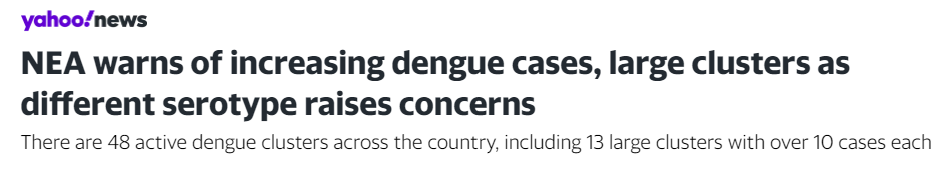 yahoo!news
NEA warns of increasing dengue cases, large clusters as
different serotype raises concerns
There are 48 active dengue clusters across the country, including 13 large clusters with over 10 cases each